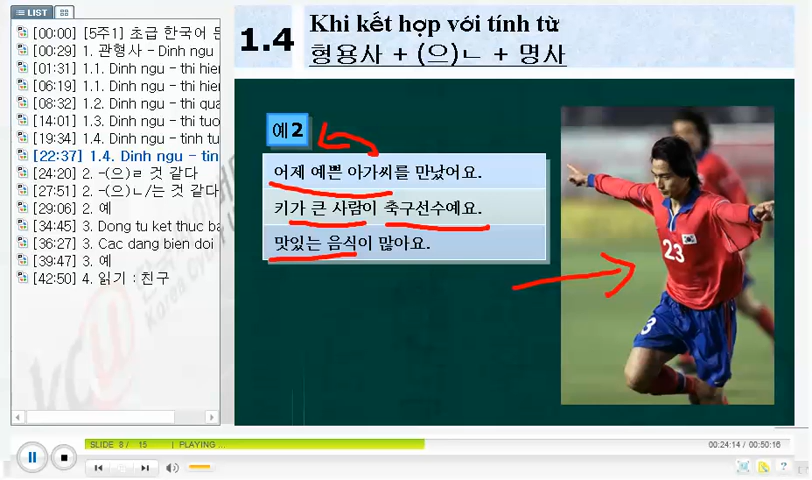 LIST
[00:00] [5주1] 초급 한국어 문
[00:29] 1. 관형사 - Dinh ngu
[01:31] 1.1. Dinh ngu - thi hien
[06:19] 1.1. Dinh ngu - thi hien
[08:32] 1.2. Dinh ngu - thi qua
[14:01] 1.3. Dinh ngu - thi tuo
[19:34] 1.4. Dinh ngu - tinh tu
[22:37] 1.4. Dinh ngu - tin
[24:20] 2. -(으)ㄹ 것 같다
[27:51] 2. -(으)ㄴ/는 것 같다
[29:06] 2. 예
[34:45] 3. Dong tu ket thuc ba
[36:27] 3. Cac dang bien doi
[39:47] 3. 예
[42:50] 4. 읽기 : 친구
1.4
Khi kết hợp với tính từ
형용사 + (으)ㄴ + 명사
예2
어제 예쁜 아가씨를 만났어요.
키가 큰 사람이 축구선수예요.
맛있는 음식이 많아요.
23
3
SLIDE 8 / 15 | PLAYING ...
00:24:14 / 00:50:16